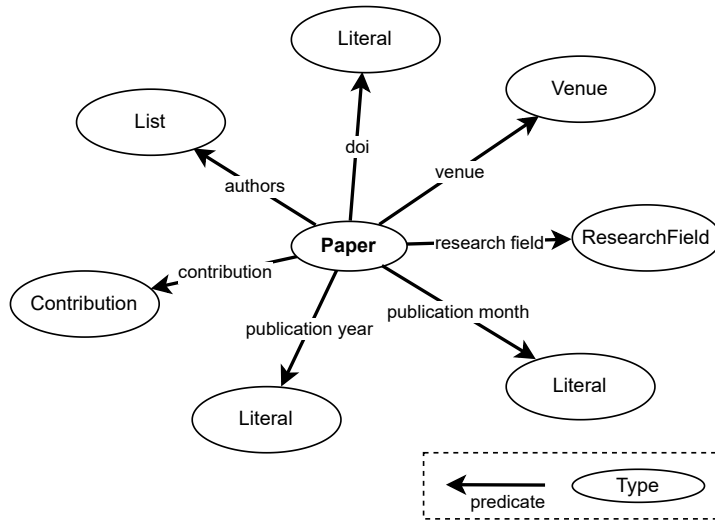 Literal
Venue
List
doi
venue
authors
Paper
research field
ResearchField
contribution
Contribution
publication year
publication month
Literal
Literal
predicate
Type